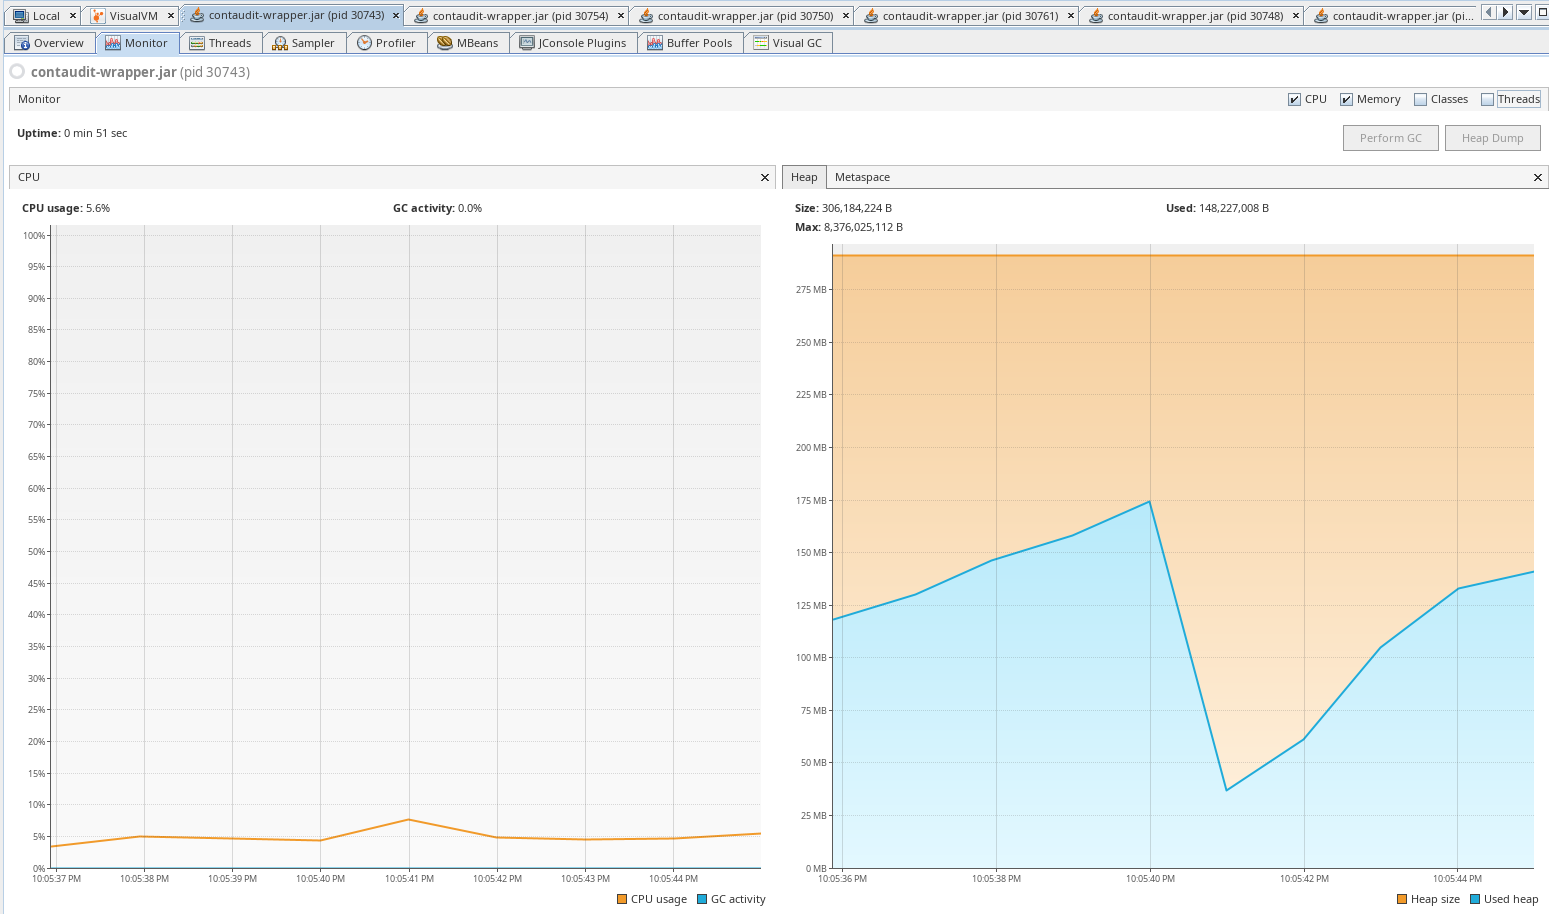 Local
VisualVM
contaudit-wrapper.jar (pid 30743)
contaudit-wrapper.jar (pid 30754)
contaudit-wrapper.jar (pid 30750)
contaudit-wrapper.jar (pid 30761)
contaudit-wrapper.jar (pid 30748)
contaudit-wrapper.jar (pi...
Overview
Monitor
Threads
Sampler
Profiler
MBeans
JConsole Plugins
Buffer Pools
Visual GC
contaudit-wrapper.jar (pid 30743)
Monitor
CPU
Memory
Classes
Threads
Uptime: 0 min 51 sec
Perform GC
Heap Dump
CPU
CPU usage: 5.6%
GC activity: 0.0%
100%
95%
90%
85%
80%
75%
70%
65%
60%
55%
50%
45%
40%
35%
30%
25%
20%
15%
10%
5%
0%
10:05:37 PM
10:05:38 PM
10:05:39 PM
10:05:40 PM
10:05:41 PM
10:05:42 PM
10:05:43 PM
10:05:44 PM
CPU usage
GC activity
Heap
Metaspace
Size: 306,184,224 B
Used: 148,227,008 B
Max: 8,376,025,112 B
275 MB
250 MB
225 MB
200 MB
175 MB
150 MB
125 MB
100 MB
75 MB
50 MB
25 MB
0 MB
10:05:36 PM
10:05:38 PM
10:05:40 PM
10:05:42 PM
10:05:44 PM
Heap size
Used heap